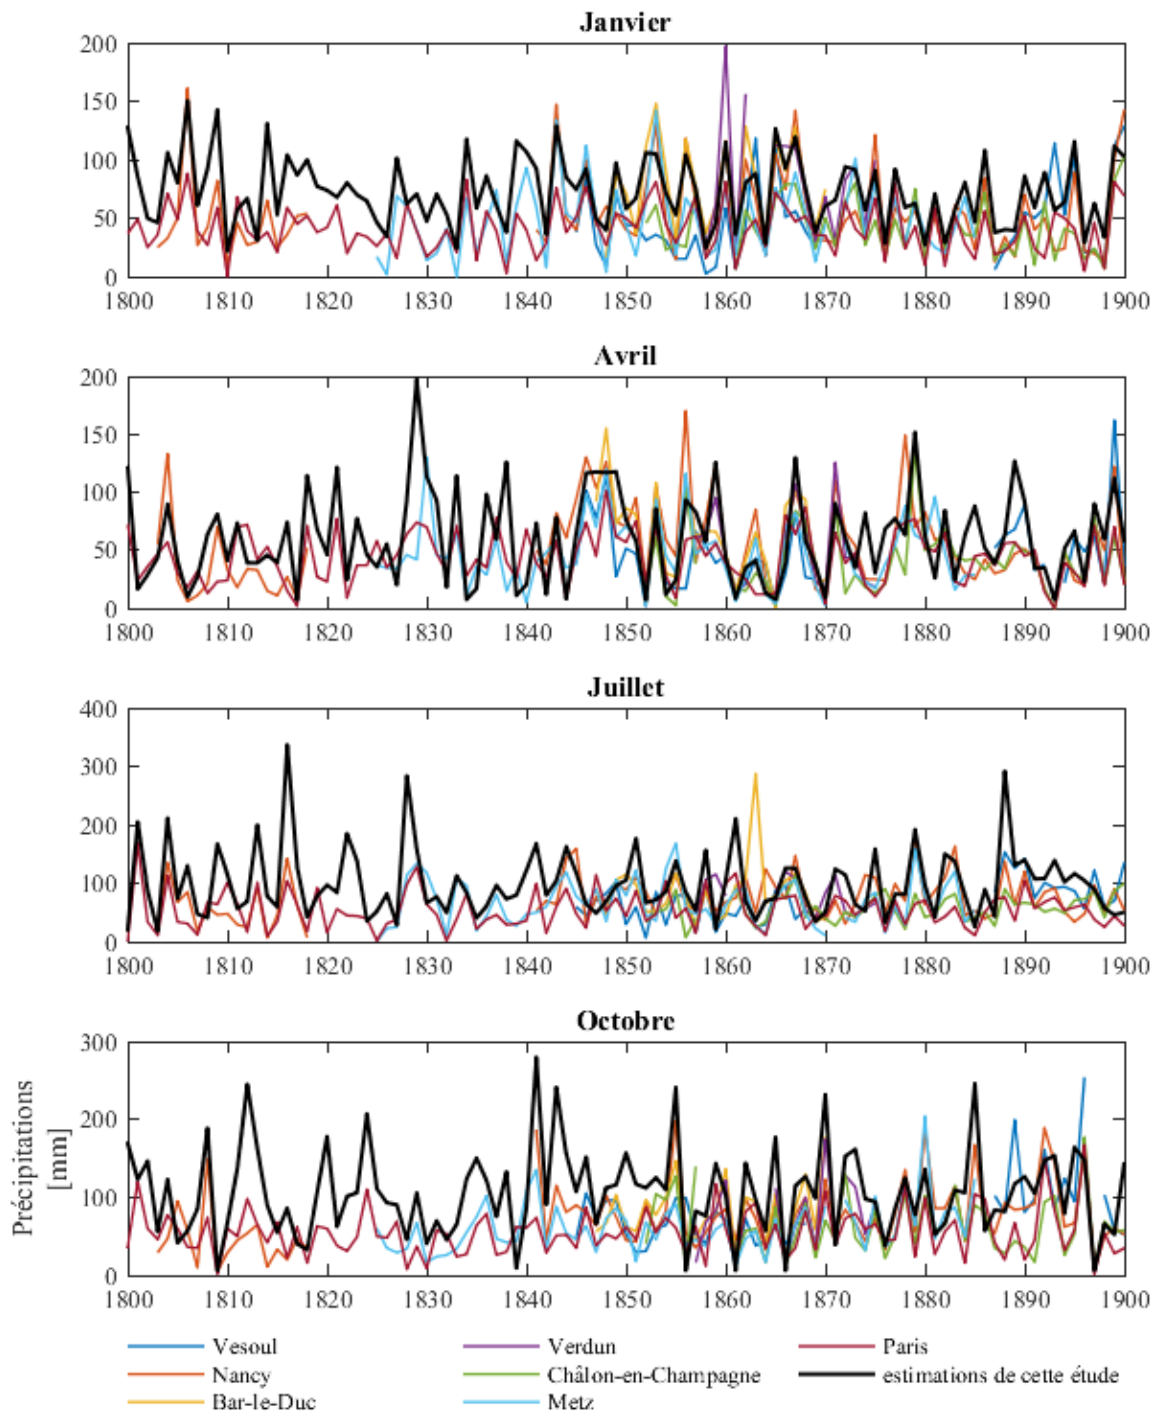 Janvier
200
150
100
50
0
1800 1810 1820 1830 1840 1850 1860 1870 1880 1890 1900
Avril
200
150
100
50
0
1800 1810 1820 1830 1840 1850 1860 1870 1880 1890 1900
Juillet
400
300
200
100
0
1800 1810 1820 1830 1840 1850 1860 1870 1880 1890 1900
Octobre
300
200
100
0
1800 1810 1820 1830 1840 1850 1860 1870 1880 1890 1900
Précipitations
[mm]
Vesoul Verdun Paris
Nancy Châlon-en-Champagne estimations de cette étude
Bar-le-Duc Metz